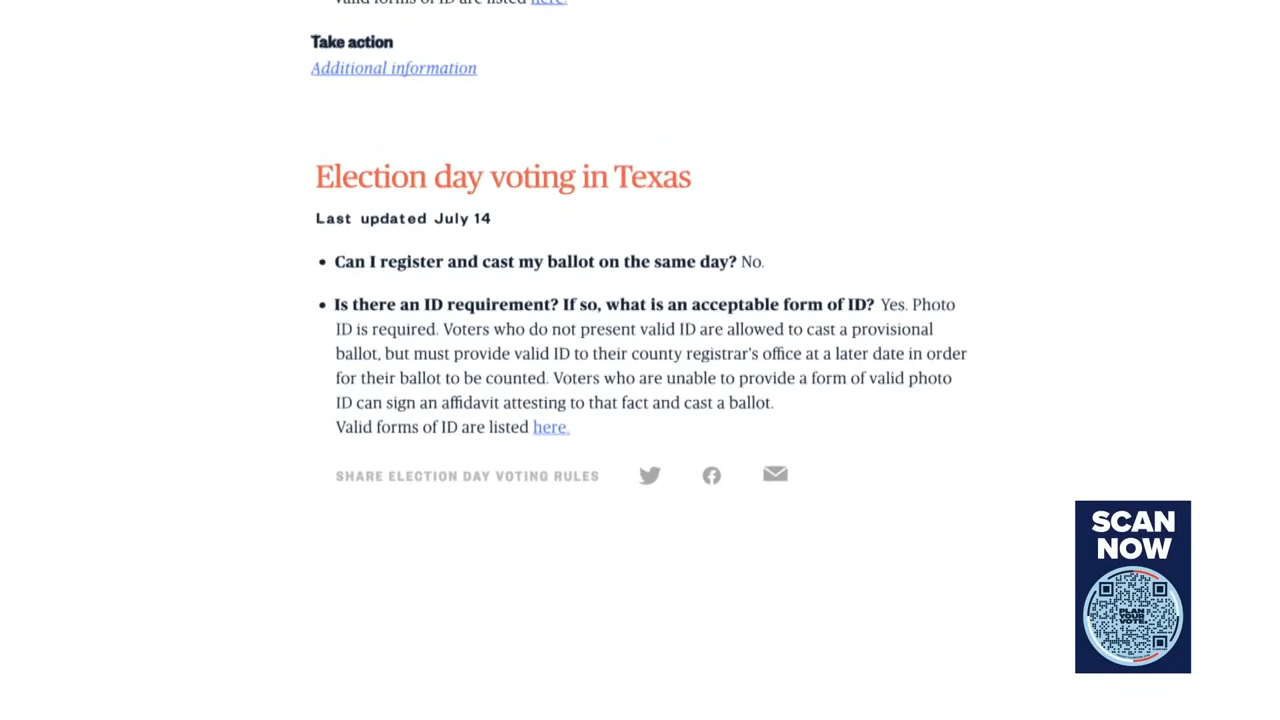 Valid forms of ID are listed here.
Take action
Additional information
Election day voting in Texas
Last updated July 14
• Can I register and cast my ballot on the same day? No.
• Is there an ID requirement? If so, what is an acceptable form of ID? Yes. Photo
ID is required. Voters who do not present valid ID are allowed to cast a provisional
ballot, but must provide valid ID to their county registrar's office at a later date in order
for their ballot to be counted. Voters who are unable to provide a form of valid photo
ID can sign an affidavit attesting to that fact and cast a ballot.
Valid forms of ID are listed here.
SHARE ELECTION DAY VOTING RULES
SCAN
NOW
PLAN
YOUR
VOTE.